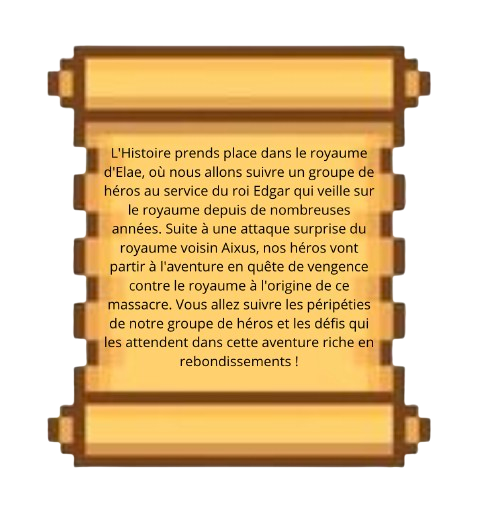 L'Histoire prends place dans le royaume
d'Elae, où nous allons suivre un groupe de
héros au service du roi Edgar qui veille sur
le royaume depuis de nombreuses
années. Suite à une attaque surprise du
royaume voisin Aixus, nos héros vont
partir à l'aventure en quête de vengence
contre le royaume à l'origine de ce
massacre. Vous allez suivre les péripéties
de notre groupe de héros et les défis qui
les attendent dans cette aventure riche en
rebondissements !